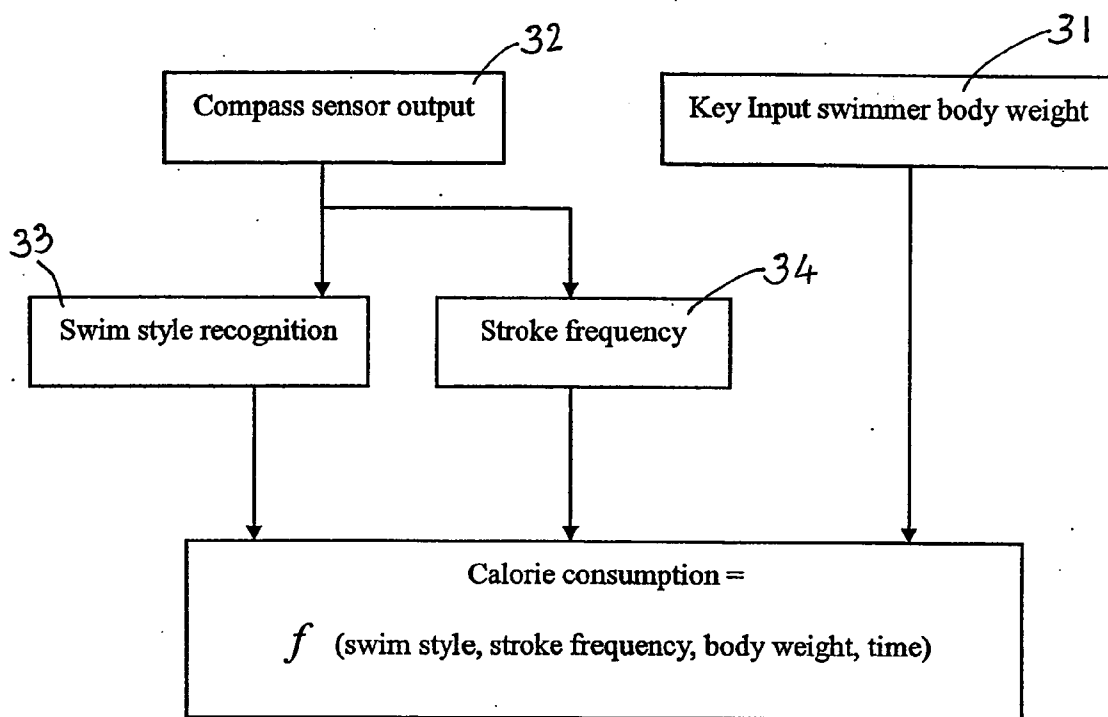 32
31
Compass sensor output
Key Input swimmer body weight
33
34
Swim style recognition
Stroke frequency
Calorie consumption =
f (swim style, stroke frequency, body weight, time)